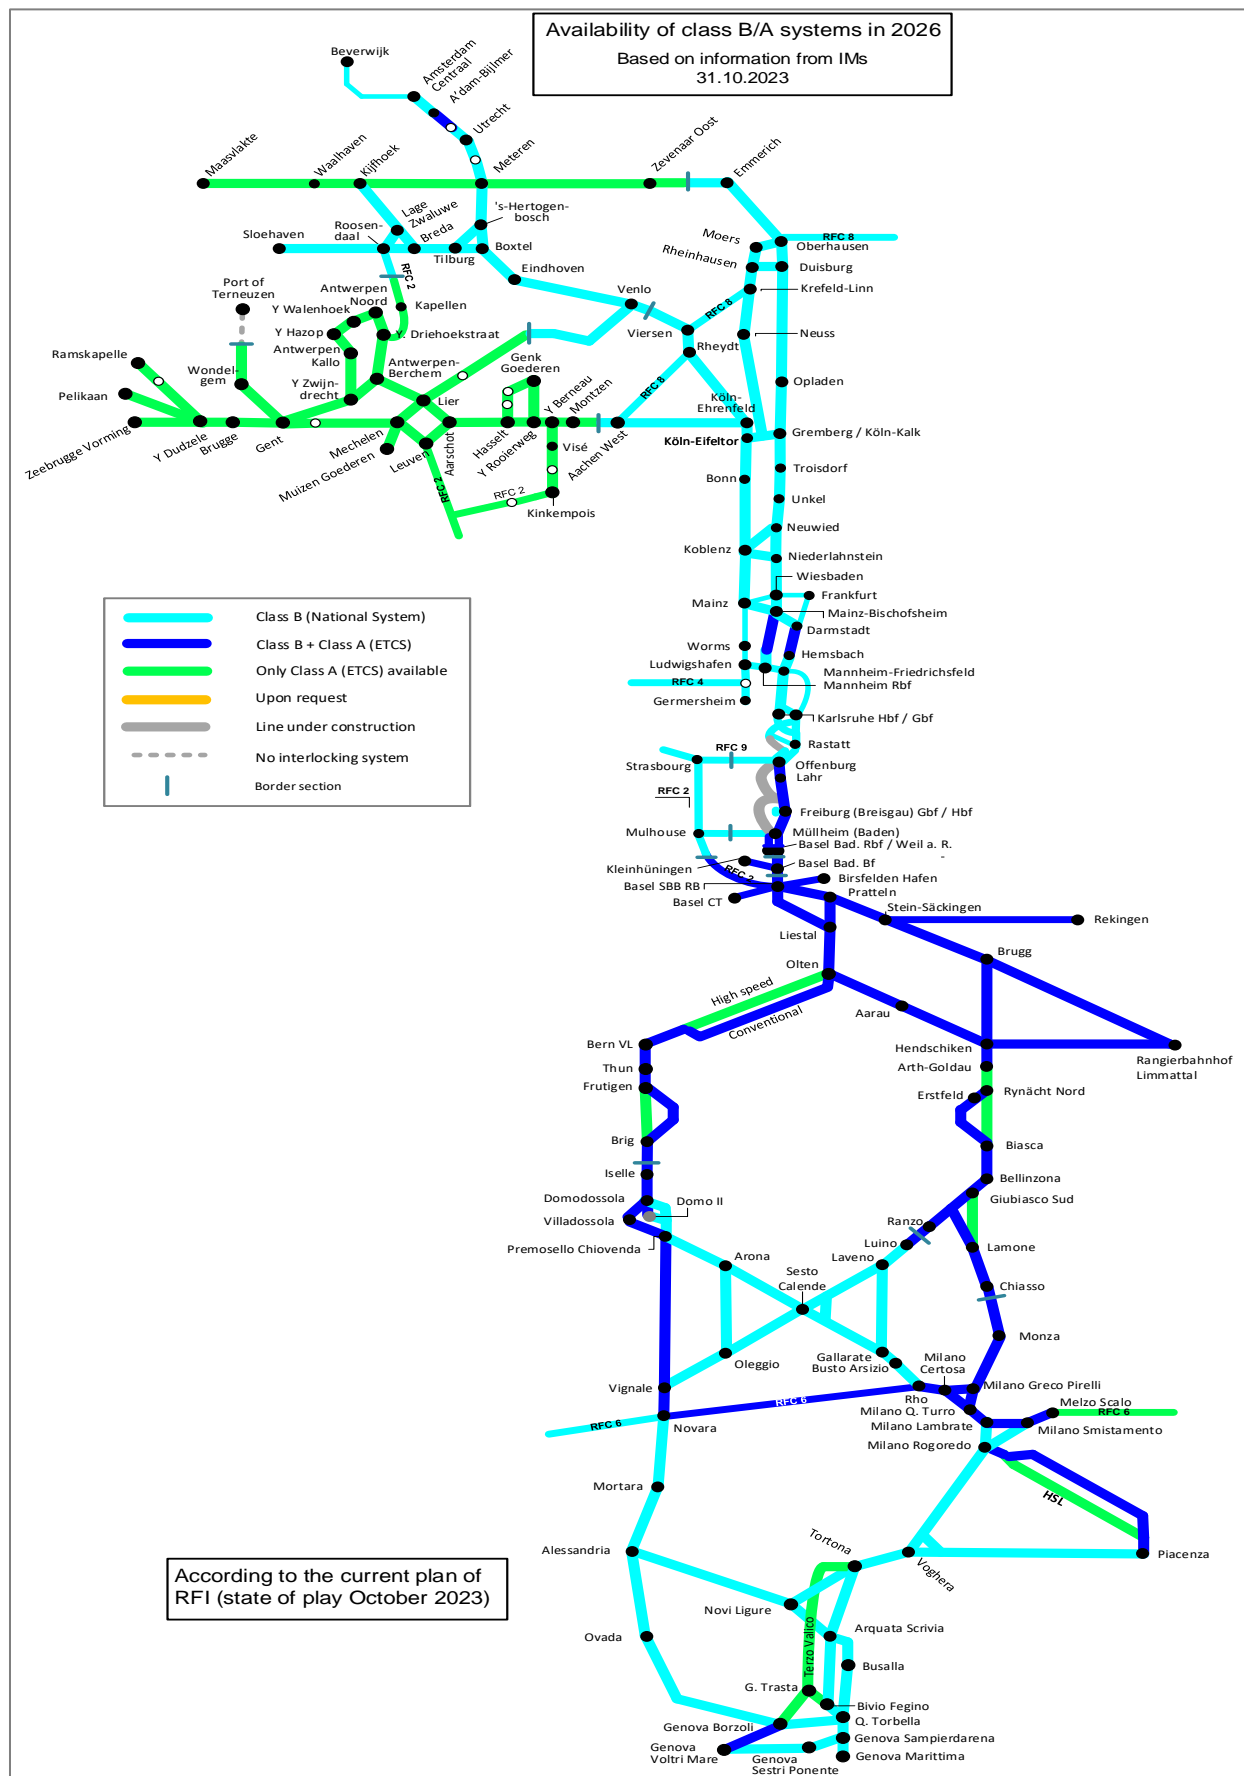 Availability of class B/A systems in 2026
Based on information from IMs
31.10.2023
Beverwijk
Amsterdam
Centraal
A'dam-Bijlmer
Utrecht
Maasvlakte
Waalhaven
Kijfhoek
Meteren
Zevenaar Oost
Emmerich
Lage
Zwaluwe
's-Hertogen-
bosch
Roosen-
daal
Sloehaven
Breda
Tilburg
Boxtel
Moers
RFC 8
Oberhausen
Rheinhausen
Duisburg
Eindhoven
RFC 2
Port of
Terneuzen
Antwerpen
Noord
Kapellen
Venlo
Krefeld-Linn
RFC 8
Y Walenhoek
Y Hazop
Y. Driehoekstraat
Viersen
Neuss
Ramskapelle
Antwerpen
Kallo
Genk
Goederen
Rheydt
Wondel-
gem
Antwerpen-
Berchem
Y Berneau
Montzen
RFC 8
Opladen
Pelikaan
Y Zwijn-
drecht
Lier
Köln-
Ehrenfeld
Zeebrugge Vorming
Y Dudzele
Brugge
Gent
Mechelen
Muizen Goederen
Leuven
Aarschot
Hasselt
Y Rooierweg
Visé
Aachen West
Köln-Eifeltor
Gremberg / Köln-Kalk
Troisdorf
Bonn
RFC 2
RFC 2
Kinkempois
Unkel
Neuwied
Koblenz
Niederlahnstein
Wiesbaden
Frankfurt
Mainz
Mainz-Bischofsheim
Darmstadt
Worms
Hemsbach
Ludwigshafen
Mannheim-Friedrichsfeld
RFC 4
Mannheim Rbf
Germersheim
Karlsruhe Hbf / Gbf
Class B (National System)
Class B + Class A (ETCS)
Only Class A (ETCS) available
Upon request
Line under construction
No interlocking system
Border section
Rastatt
RFC 9
Strasbourg
Offenburg
Lahr
RFC 2
Freiburg (Breisgau) Gbf / Hbf
Mulhouse
Müllheim (Baden)
Basel Bad. Rbf / Weil a. R.
-
Kleinhüningen
Basel Bad. Bf
RFC 2
Birsfelden Hafen
Basel SBB RB
Pratteln
Basel CT
Stein-Säckingen
Rekingen
Liestal
Brugg
Olten
High speed
Conventional
Aarau
Bern VL
Hendschiken
Rangierbahnhof
Limmattal
Thun
Arth-Goldau
Frutigen
Erstfeld
Rynächt Nord
Brig
Biasca
Iselle
Bellinzona
Domodossola
Domo II
Giubiasco Sud
Villadossola
Ranzo
Premosello Chiovenda
Luino
Lamone
Arona
Laveno
Sesto
Calende
Chiasso
Monza
Oleggio
Gallarate
Busto Arsizio
Milano
Certosa
Vignale
Rho
Milano Greco Pirelli
RFC 6
Melzo Scalo
Milano Q. Turro
RFC 6
RFC 6
Novara
Milano Lambrate
Milano Smistamento
Milano Rogoredo
Mortara
HSL
Tortona
Alessandria
Voghera
Piacenza
According to the current plan of
RFI (state of play October 2023)
Novi Ligure
Ovada
Terzo Valico
Arquata Scrivia
Busalla
G. Trasta
Bivio Fegino
Genova Borzoli
Q. Torbella
Genova Sampierdarena
Genova
Voltri Mare
Genova
Sestri Ponente
Genova Marittima